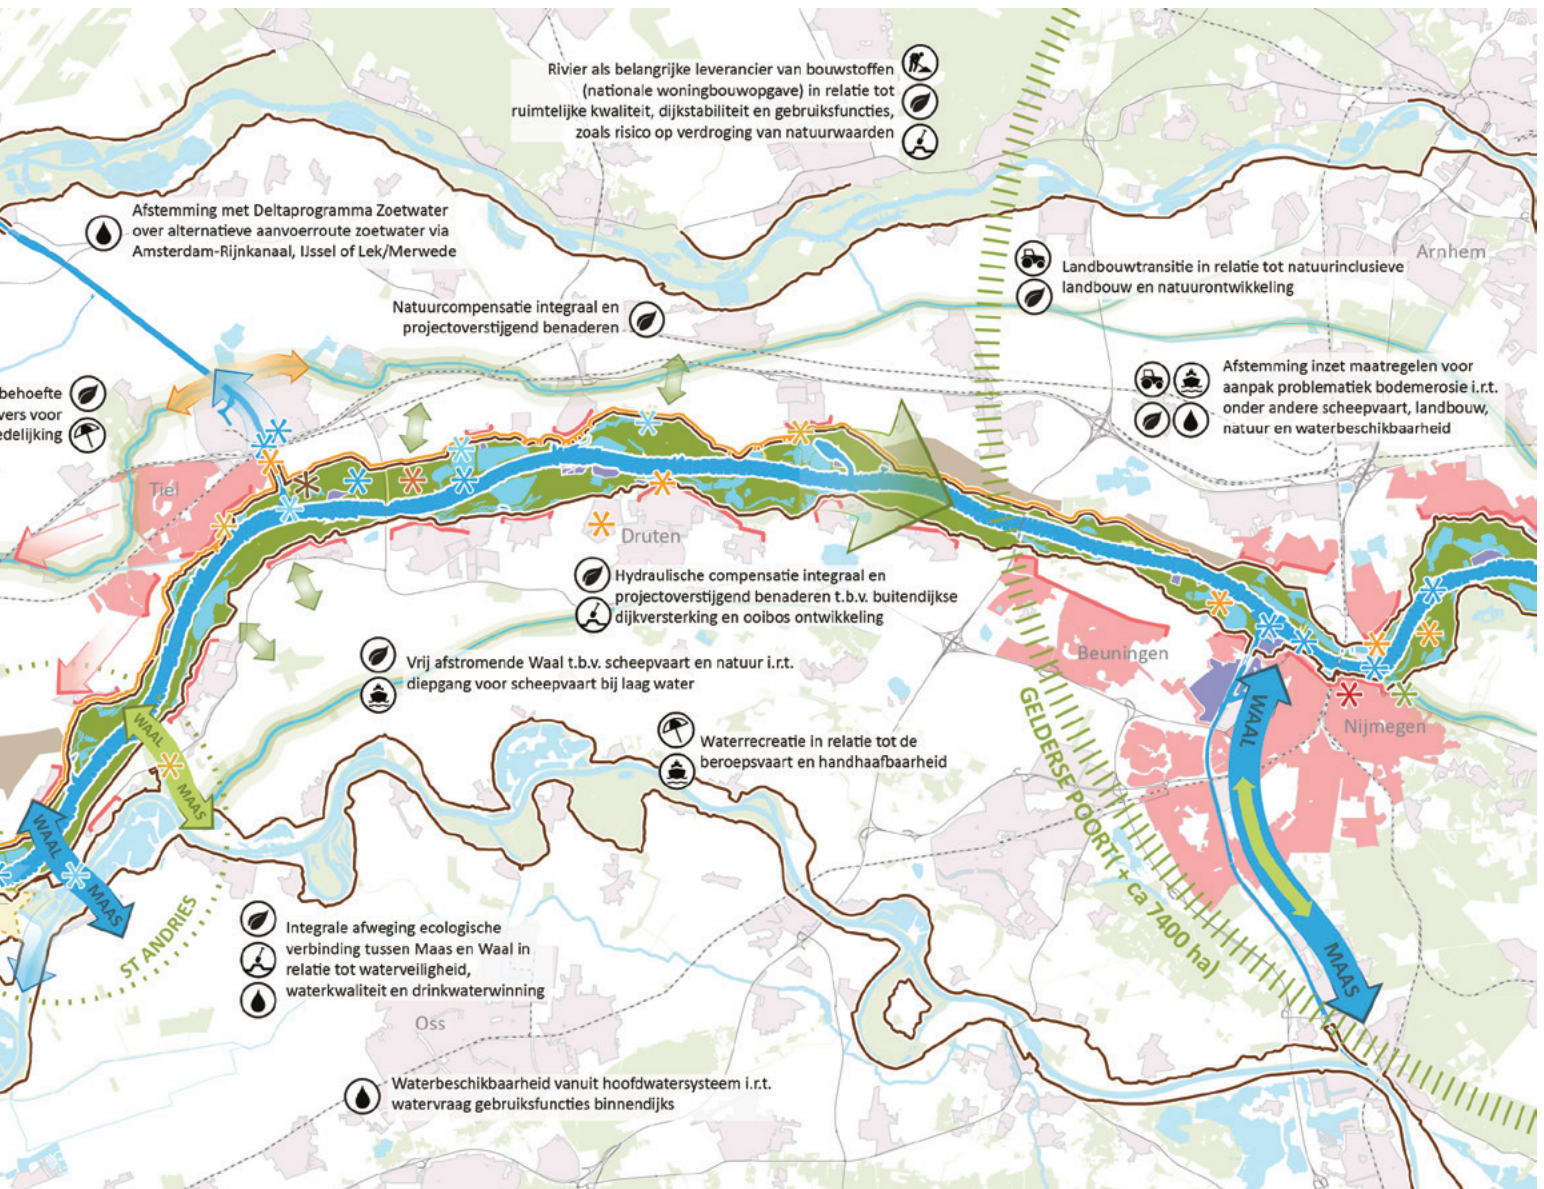 Rivier als belangrijke leverancier van bouwstoffen
(nationale woningbouwopgave) in relatie tot
ruimtelijke kwaliteit, dijkstabiliteit en gebruiksfuncties,
zoals risico op verdroging van natuurwaarden
Afstemming met Deltaprogramma Zoetwater
over alternatieve aanvoerroute zoetwater via
Amsterdam-Rijnkanaal, IJssel of Lek/Merwede
Arnhem
Landbouwtransitie in relatie tot natuurinclusieve
landbouw en natuurontwikkeling
Natuurcompensatie integraal en
projectoverstijgend benaderen
Afstemming inzet maatregelen voor
aanpak problematiek bodemerosie i.r.t.
onder andere scheepvaart, landbouw,
natuur en waterbeschikbaarheid
behoefte
vers voor
edelijking
Tiel
Druten
Hydraulische compensatie integraal en
projectoverstijgend benaderen t.b.v. buitendijkse
dijkversterking en ooibos ontwikkeling
Beuningen
Vrij afstromende Waal t.b.v. scheepvaart en natuur i.r.t.
diepgang voor scheepvaart bij laag water
Nijmegen
WAAL
MAAS
GELDERSE POORT( + ca 7400 ha)
WAAL
MAAS
Waterrecreatie in relatie tot de
beroepsvaart en handhaafbaarheid
WAAL
MAAS
ST ANDRIES
Integrale afweging ecologische
verbinding tussen Maas en Waal in
relatie tot waterveiligheid,
waterkwaliteit en drinkwaterwinning
Oss
Waterbeschikbaarheid vanuit hoofdwatersysteem i.r.t.
watervraag gebruiksfuncties binnendijks